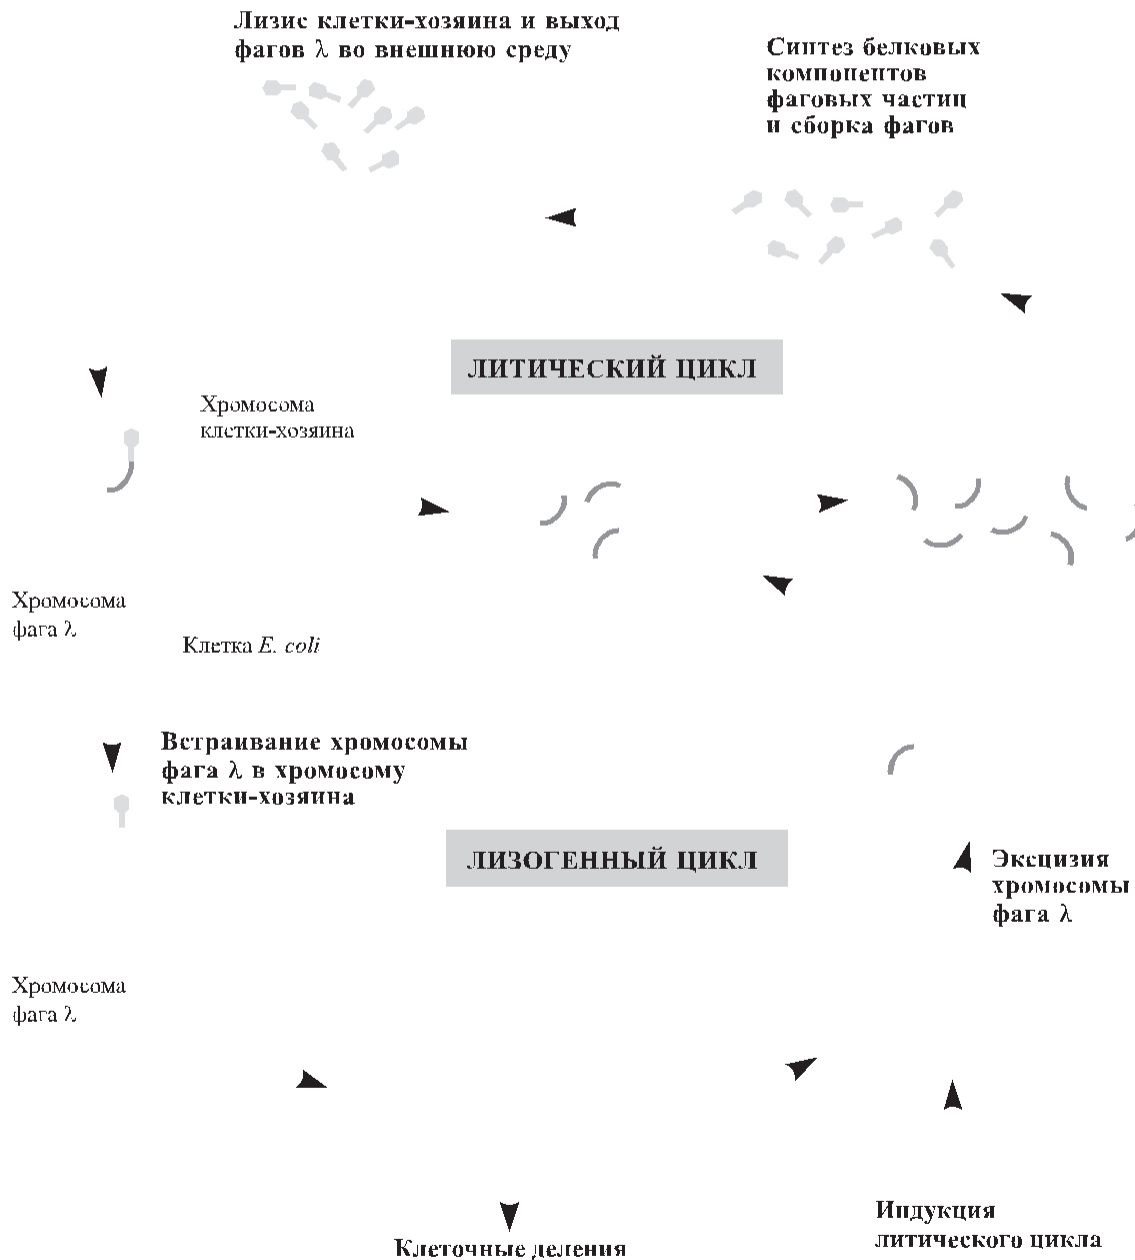 Лизис клетки-хозяина и выход
фагов λ во внешнюю среду
Синтез белковых
компонентов
фаговых частиц
и сборка фагов
ЛИТИЧЕСКИЙ ЦИКЛ
Хромосома
клетки-хозяина
Хромосома
фага λ
Клетка E. coli
Встраивание хромосомы
фага λ в хромосому
клетки-хозяина
ЛИЗОГЕННЫЙ ЦИКЛ
Эксцизия
хромосомы
фага λ
Хромосома
фага λ
Индукция
литического цикла
Клеточные деления